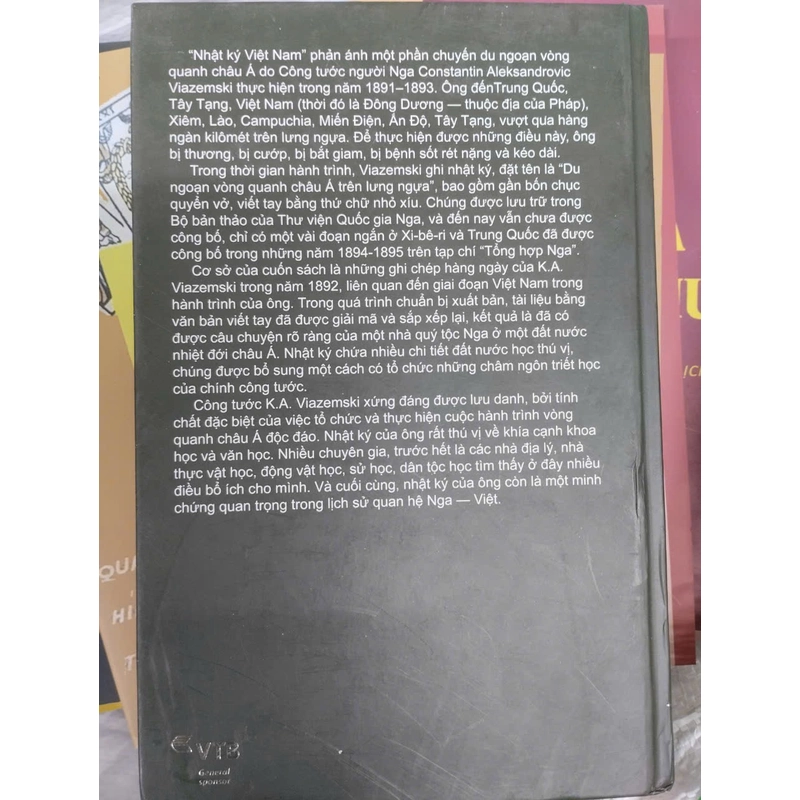 “Nhật ký Việt Nam” phản ánh một phần chuyến du ngoạn vòng
quanh châu Á do Công tước người Nga Constantin Aleksandrovic
Viazemski thực hiện trong năm 1891–1893. Ông đếnTrung Quốc,
Tây Tạng, Việt Nam (thời đó là Đông Dương — thuộc địa của Pháp),
Xiêm, Lào, Campuchia, Miến Điện, Ấn Độ, Tây Tạng, vượt qua hàng
ngàn kilômét trên lưng ngựa. Để thực hiện được những điều này, ông
bị thương, bị cướp, bị bắt giam, bị bệnh sốt rét nặng và kéo dài.
Trong thời gian hành trình, Viazemski ghi nhật ký, đặt tên là “Du
ngoạn vòng quanh châu Á trên lưng ngựa”, bao gồm gần bốn chục
quyển vở, viết tay bằng thứ chữ nhỏ xíu. Chúng được lưu trữ trong
Bộ bản thảo của Thư viện Quốc gia Nga, và đến nay vẫn chưa được
công bố, chỉ có một vài đoạn ngắn ở Xi-bê-ri và Trung Quốc đã được
công bố trong những năm 1894-1895 trên tạp chí “Tổng hợp Nga”.
Cơ sở của cuốn sách là những ghi chép hàng ngày của K.A.
Viazemski trong năm 1892, liên quan đến giai đoạn Việt Nam trong
hành trình của ông. Trong quá trình chuẩn bị xuất bản, tài liệu bằng
văn bản viết tay đã được giải mã và sắp xếp lại, kết quả là đã có
được câu chuyện rõ ràng của một nhà quý tộc Nga ở một đất nước
nhiệt đới châu Á. Nhật ký chứa nhiều chi tiết đất nước học thú vị,
chúng được bổ sung một cách có tổ chức những châm ngôn triết học
của chính công tước.
Công tước K.A. Viazemski xứng đáng được lưu danh, bởi tính
chất đặc biệt của việc tổ chức và thực hiện cuộc hành trình vòng
quanh châu Á độc đáo. Nhật ký của ông rất thú vị về khía cạnh khoa
học và văn học. Nhiều chuyên gia, trước hết là các nhà địa lý, nhà
thực vật học, động vật học, sử học, dân tộc học tìm thấy ở đây nhiều
điều bổ ích cho mình. Và cuối cùng, nhật ký của ông còn là một minh
chứng quan trọng trong lịch sử quan hệ Nga — Việt.
VTB
General
sponsor
XI
QUA